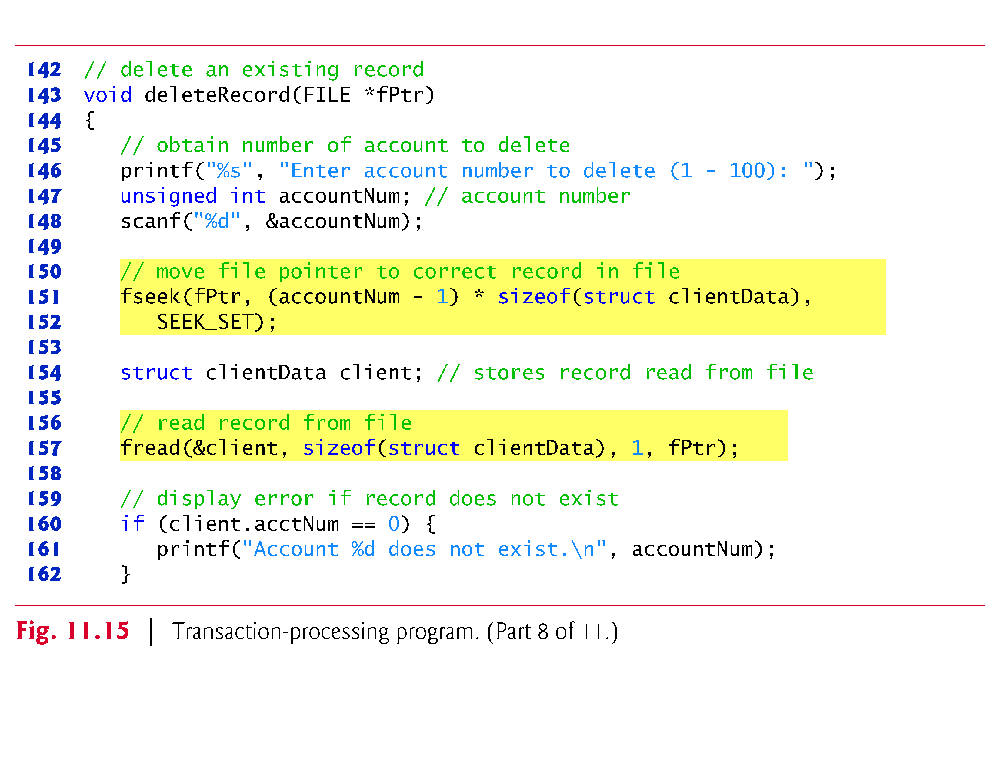 142 // delete an existing record
143 void deleteRecord(FILE *fPtr)
144 {
145    // obtain number of account to delete
146    printf("%s", "Enter account number to delete (1 - 100): ");
147    unsigned int accountNum; // account number
148    scanf("%d", &accountNum);
149
150    // move file pointer to correct record in file
151    fseek(fPtr, (accountNum - 1) * sizeof(struct clientData),
152       SEEK_SET);
153
154    struct clientData client; // stores record read from file
155
156    // read record from file
157    fread(&client, sizeof(struct clientData), 1, fPtr);
158
159    // display error if record does not exist
160    if (client.acctNum == 0) {
161       printf("Account %d does not exist.\n", accountNum);
162    }
Fig. 11.15 | Transaction-processing program. (Part 8 of 11.)